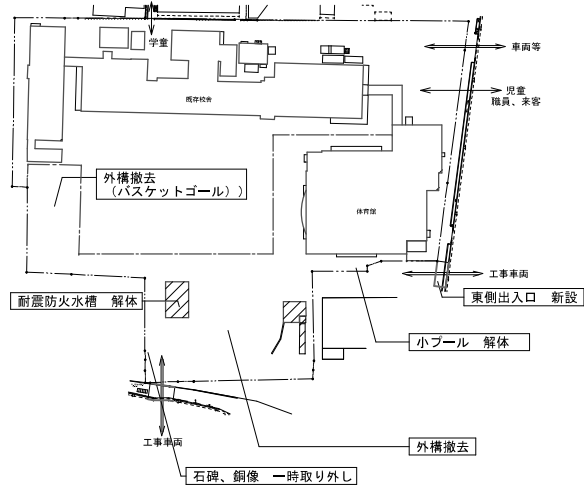 学童
車両等
児童
職員、来客
既存校舎
外構撤去
（バスケットゴール））
体育館
工事車両
東側出入口　新設
耐震防火水槽　解体
小プール　解体
外構撤去
工事車両
石碑、銅像　一時取り外し